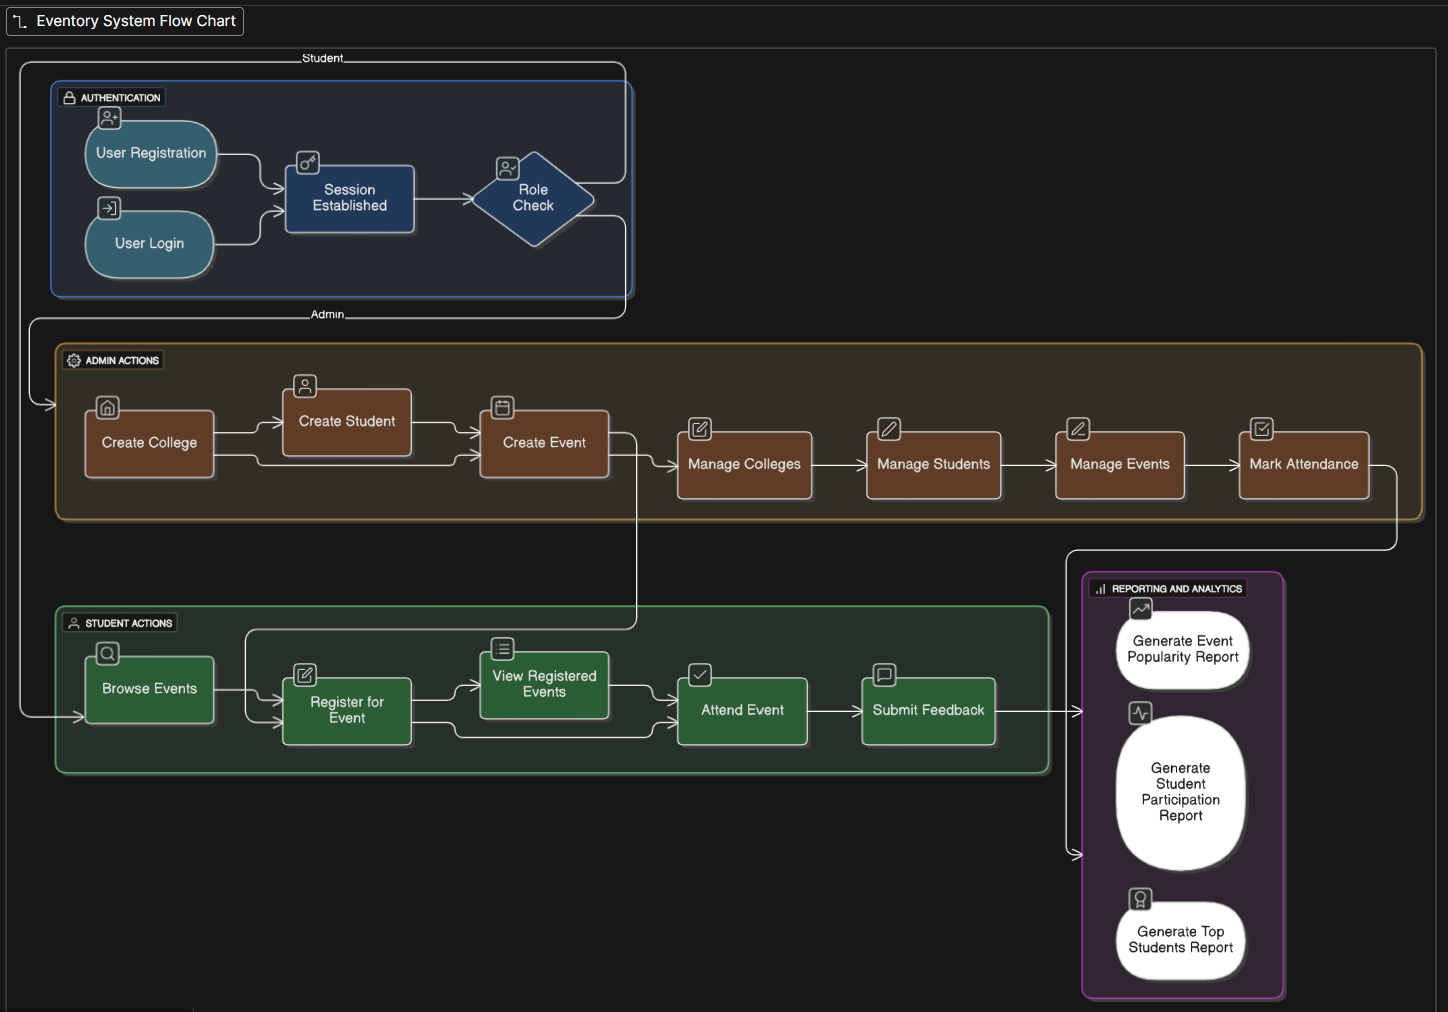 Eventory System Flow Chart
Student
AUTHENTICATION
User Registration
User Login
Session
Established
Role
Check
Admin
ADMIN ACTIONS
Create College
Create Student
Create Event
Manage Colleges
Manage Students
Manage Events
Mark Attendance
STUDENT ACTIONS
Browse Events
Register for
Event
View Registered
Events
Attend Event
Submit Feedback
REPORTING AND ANALYTICS
Generate Event
Popularity Report
Generate
Student
Participation
Report
Generate Top
Students Report